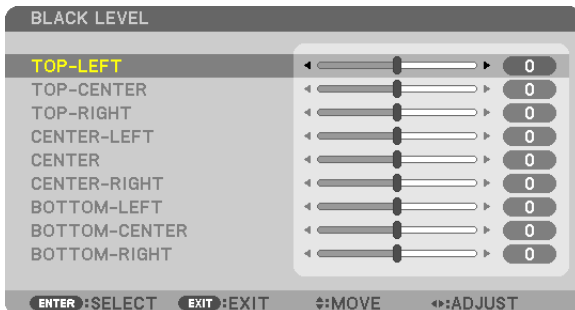 BLACK LEVEL
TOP-LEFT 0
TOP-CENTER 0
TOP-RIGHT 0
CENTER-LEFT 0
CENTER 0
CENTER-RIGHT 0
BOTTOM-LEFT 0
BOTTOM-CENTER 0
BOTTOM-RIGHT 0
ENTER :SELECT EXIT :EXIT :MOVE :ADJUST